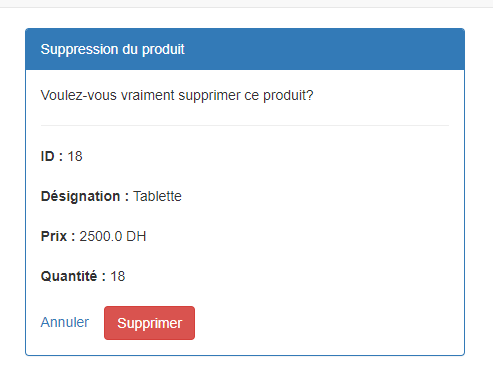 Suppression du produit
Voulez-vous vraiment supprimer ce produit?
ID : 18
Désignation : Tablette
Prix : 2500.0 DH
Quantité : 18
Annuler Supprimer